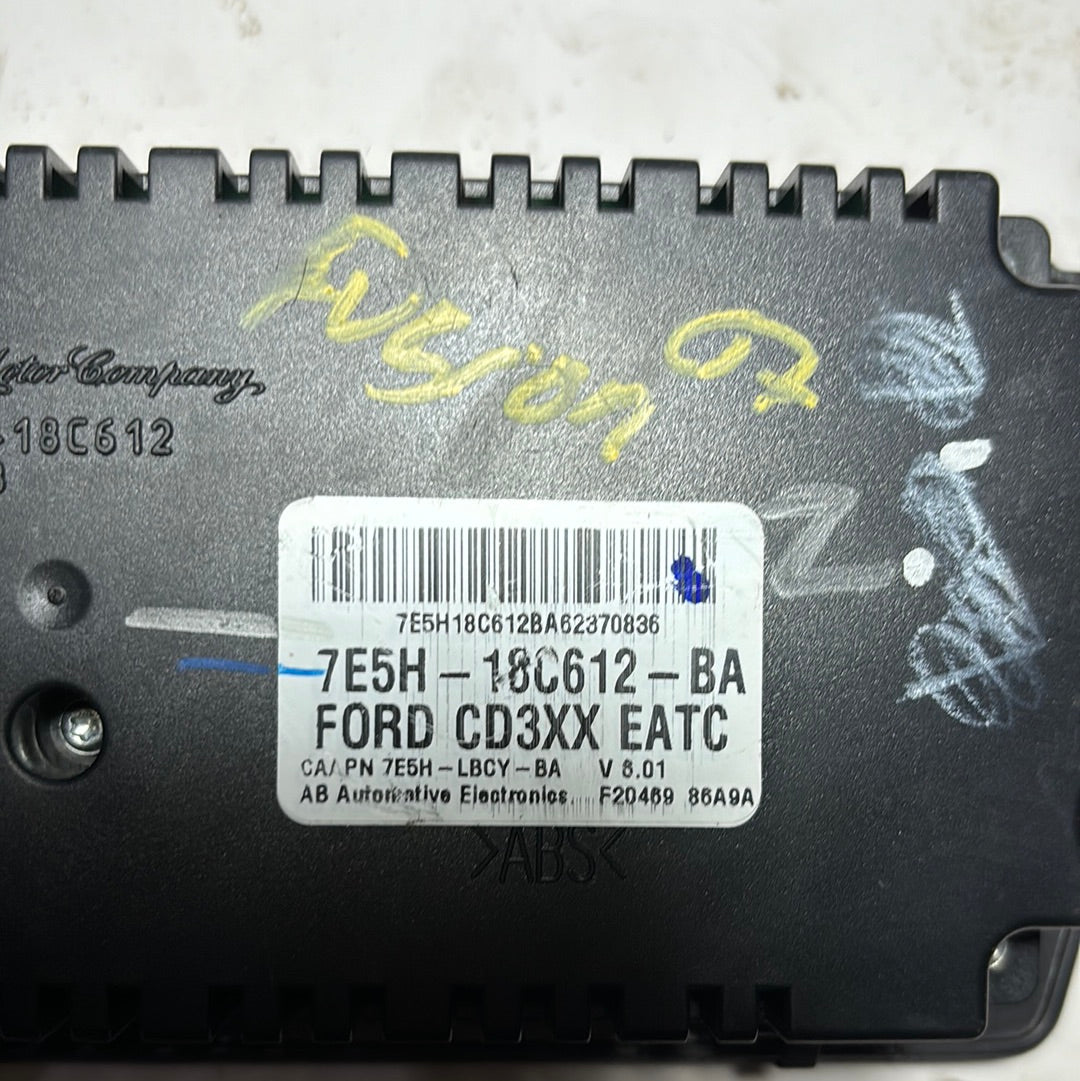 Fusion 07
Motor Company
-18C612
2
7E5H18C612BA62370836
7E5H-18C612-BA
FORD CD3XX EATC
CA/PN 7E5H-LBCY-BA V 6.01
AB Automotive Electronics F20469 86A9A
>ABS<